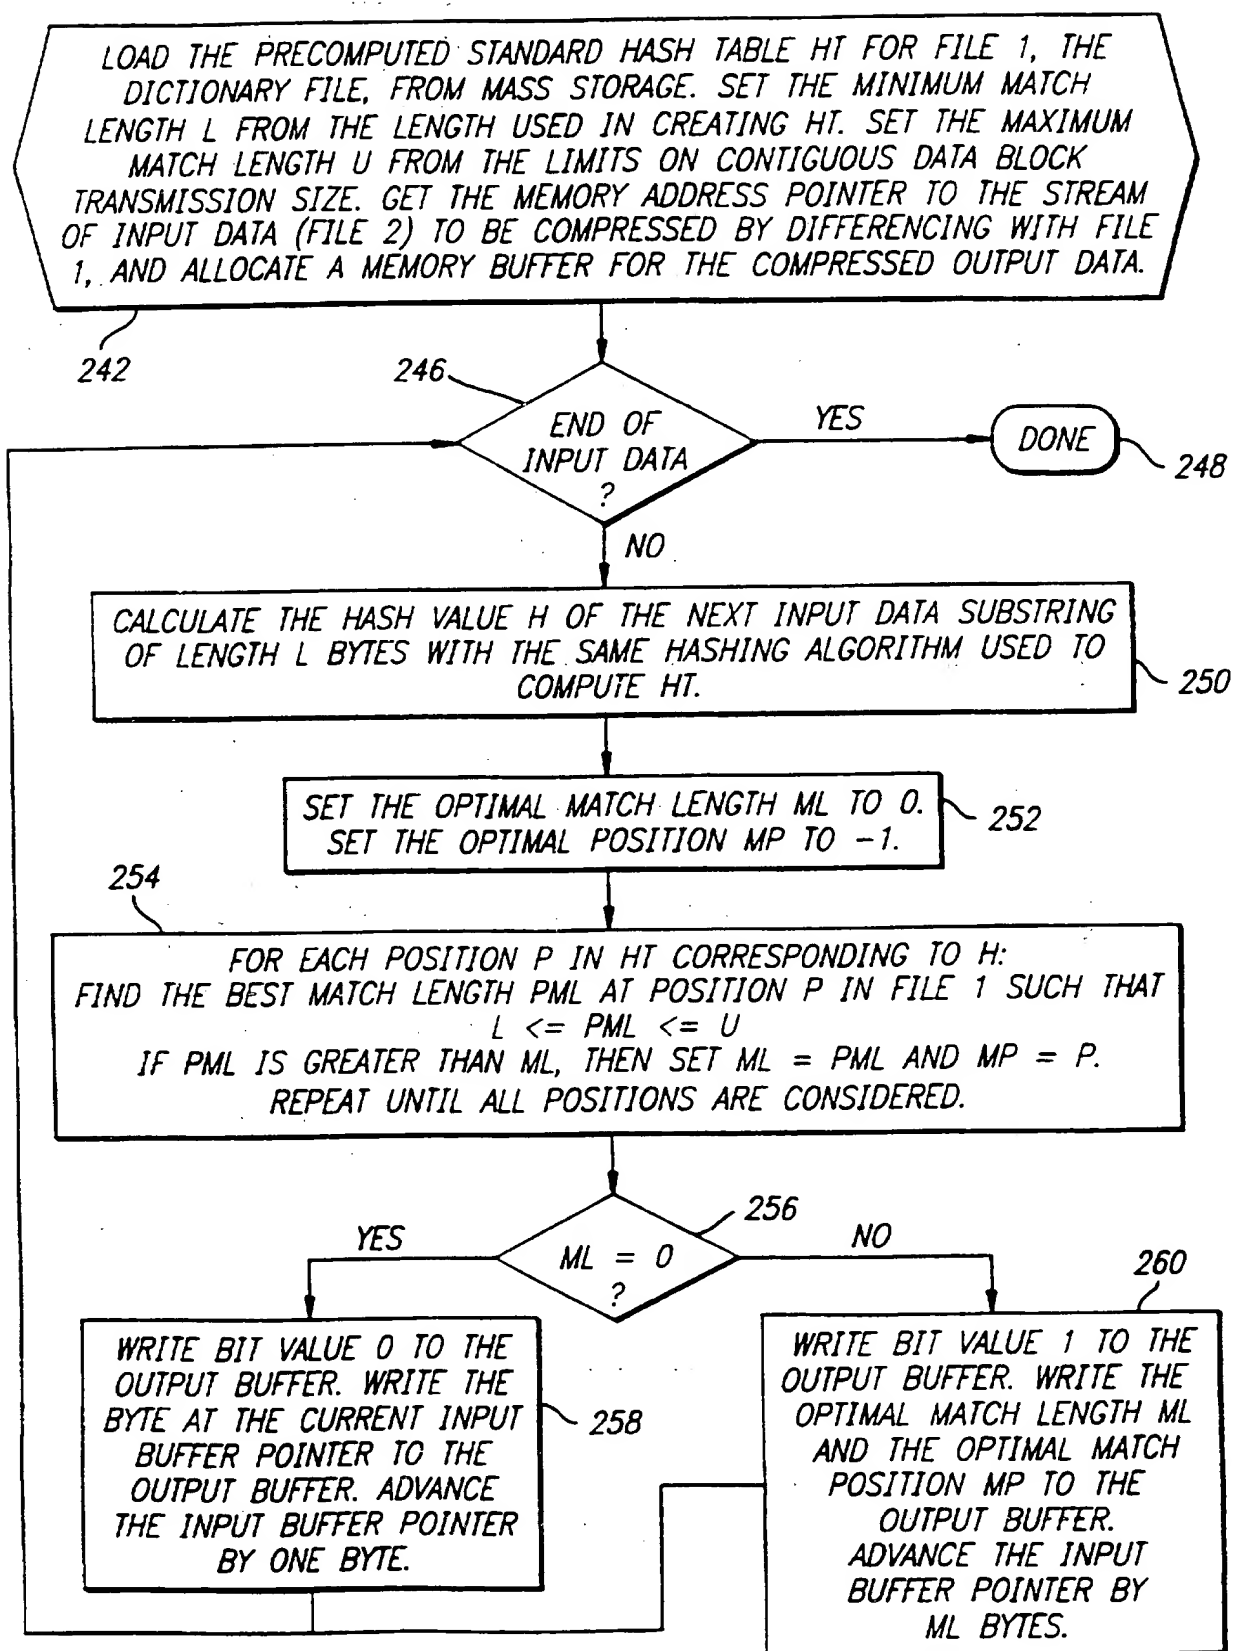 LOAD THE PRECOMPUTED STANDARD HASH TABLE HT FOR FILE 1, THE
DICTIONARY FILE, FROM MASS STORAGE. SET THE MINIMUM MATCH
LENGTH L FROM THE LENGTH USED IN CREATING HT. SET THE MAXIMUM
MATCH LENGTH U FROM THE LIMITS ON CONTIGUOUS DATA BLOCK
TRANSMISSION SIZE. GET THE MEMORY ADDRESS POINTER TO THE STREAM
OF INPUT DATA (FILE 2) TO BE COMPRESSED BY DIFFERENCING WITH FILE
1, AND ALLOCATE A MEMORY BUFFER FOR THE COMPRESSED OUTPUT DATA.
242
246
END OF
INPUT DATA
?
YES
DONE
248
NO
CALCULATE THE HASH VALUE H OF THE NEXT INPUT DATA SUBSTRING
OF LENGTH L BYTES WITH THE SAME HASHING ALGORITHM USED TO
COMPUTE HT.
250
SET THE OPTIMAL MATCH LENGTH ML TO 0.
SET THE OPTIMAL POSITION MP TO -1.
252
254
FOR EACH POSITION P IN HT CORRESPONDING TO H:
FIND THE BEST MATCH LENGTH PML AT POSITION P IN FILE 1 SUCH THAT
L <= PML <= U
IF PML IS GREATER THAN ML, THEN SET ML = PML AND MP = P.
REPEAT UNTIL ALL POSITIONS ARE CONSIDERED.
256
YES
ML = 0
?
NO
260
WRITE BIT VALUE 0 TO THE
OUTPUT BUFFER. WRITE THE
BYTE AT THE CURRENT INPUT
BUFFER POINTER TO THE
OUTPUT BUFFER. ADVANCE
THE INPUT BUFFER POINTER
BY ONE BYTE.
258
WRITE BIT VALUE 1 TO THE
OUTPUT BUFFER. WRITE THE
OPTIMAL MATCH LENGTH ML
AND THE OPTIMAL MATCH
POSITION MP TO THE
OUTPUT BUFFER.
ADVANCE THE INPUT
BUFFER POINTER BY
ML BYTES.